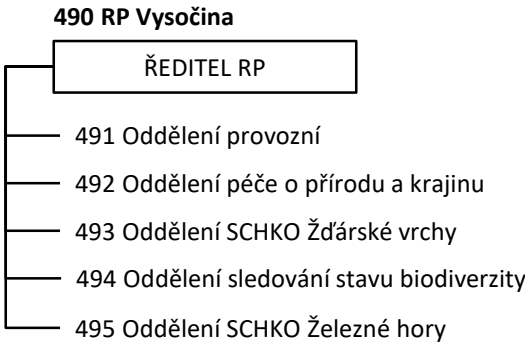 490 RP Vysočina
ŘEDITEL RP
491 Oddělení provozní
492 Oddělení péče o přírodu a krajinu
493 Oddělení SCHKO Žďárské vrchy
494 Oddělení sledování stavu biodiverzity
495 Oddělení SCHKO Železné hory